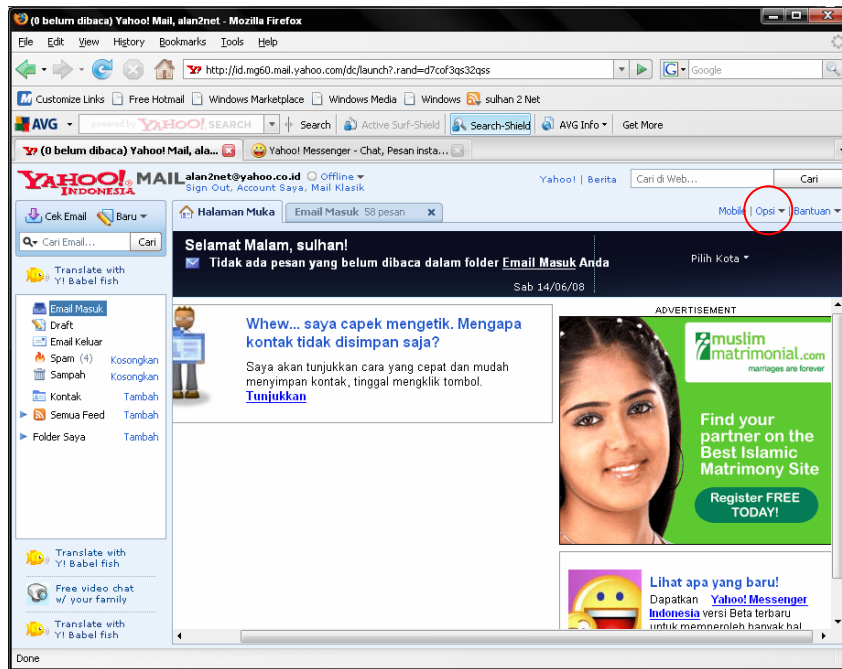 (0 belum dibaca) Yahoo! Mail, alan2net - Mozilla Firefox
File Edit View History Bookmarks Tools Help
http://id.mg60.mail.yahoo.com/dc/launch?.rand=d7cof3qs32qss
Google
Customize Links Free Hotmail Windows Marketplace Windows Media Windows sulhan 2 Net
AVG powered by YAHOO! SEARCH Search Active Surf-Shield Search-Shield AVG Info Get More
(0 belum dibaca) Yahoo! Mail, ala... Yahoo! Messenger - Chat, Pesan insta...
YAHOO! MAIL
INDONESIA
alan2net@yahoo.co.id Offline
Sign Out, Account Saya, Mail Klasik
Yahoo! | Berita Cari di Web... Cari
Cek Email Baru
Halaman Muka Email Masuk 58 pesan x
Mobile | Opsi | Bantuan
Cari Email... Cari
Selamat Malam, sulhan!
Tidak ada pesan yang belum dibaca dalam folder Email Masuk Anda
Pilih Kota
Sab 14/06/08
Translate with
Y! Babel fish
Email Masuk
Draft
Email Keluar
Spam (4) Kosongkan
Sampah Kosongkan
Kontak Tambah
Semua Feed Tambah
Folder Saya Tambah
Translate with
Y! Babel fish
Free video chat
w/ your family
Translate with
Y! Babel fish
Whew... saya capek mengetik. Mengapa
kontak tidak disimpan saja?
Saya akan tunjukkan cara yang cepat dan mudah
menyimpan kontak, tinggal mengklik tombol.
Tunjukkan
ADVERTISEMENT
muslim
matrimonial.com
marriages are forever
Find your
partner on the
Best Islamic
Matrimony Site
Register FREE
TODAY!
Lihat apa yang baru!
Dapatkan Yahoo! Messenger
Indonesia versi Beta terbaru
untuk memperoleh banyak hal
Done